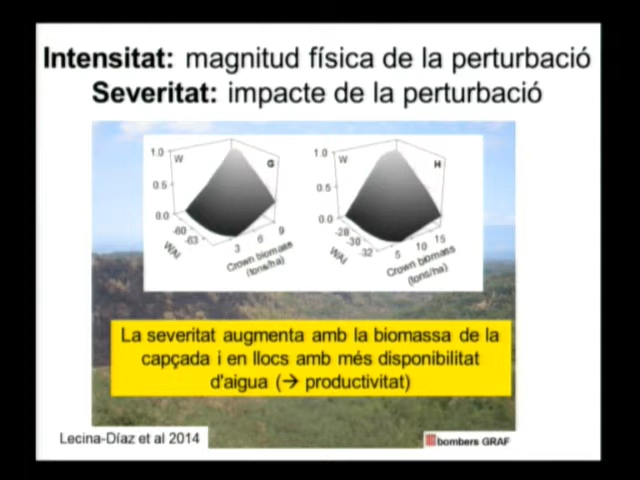 Intensitat: magnitud física de la perturbació
Severitat: impacte de la perturbació
1.0 W G
0.5
0.0
-60
-63
WAI
3 6 9
Crown biomass
(tons/ha)
1.0 W H
0.5
0.0
-28
-30
-32
WAI
5 10 15
Crown biomass
(tons/ha)
La severitat augmenta amb la biomassa de la
capçada i en llocs amb més disponibilitat
d'aigua (→ productivitat)
Lecina-Díaz et al 2014
bombers GRAF